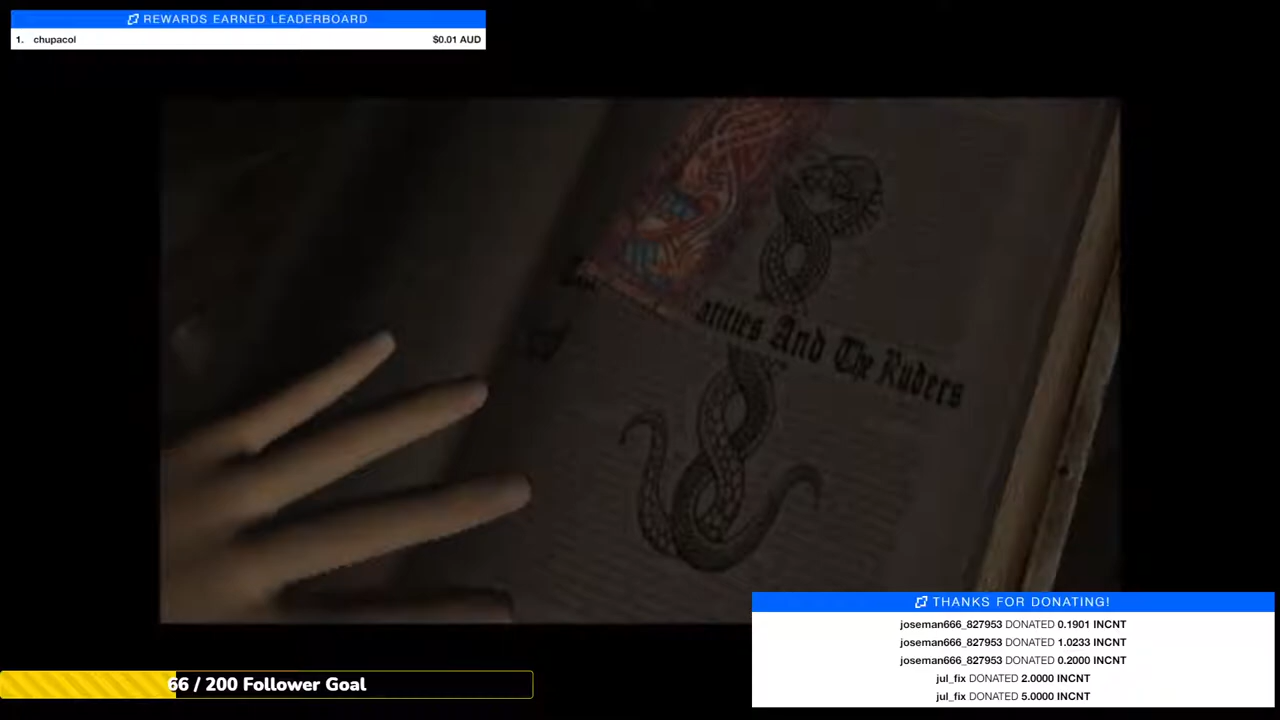 REWARDS EARNED LEADERBOARD
1. chupacol $0.01 AUD
And The Ruders
THANKS FOR DONATING!
joseman666_827953 DONATED 0.1901 INCNT
joseman666_827953 DONATED 1.0233 INCNT
joseman666_827953 DONATED 0.2000 INCNT
jul_fix DONATED 2.0000 INCNT
jul_fix DONATED 5.0000 INCNT
66 / 200 Follower Goal